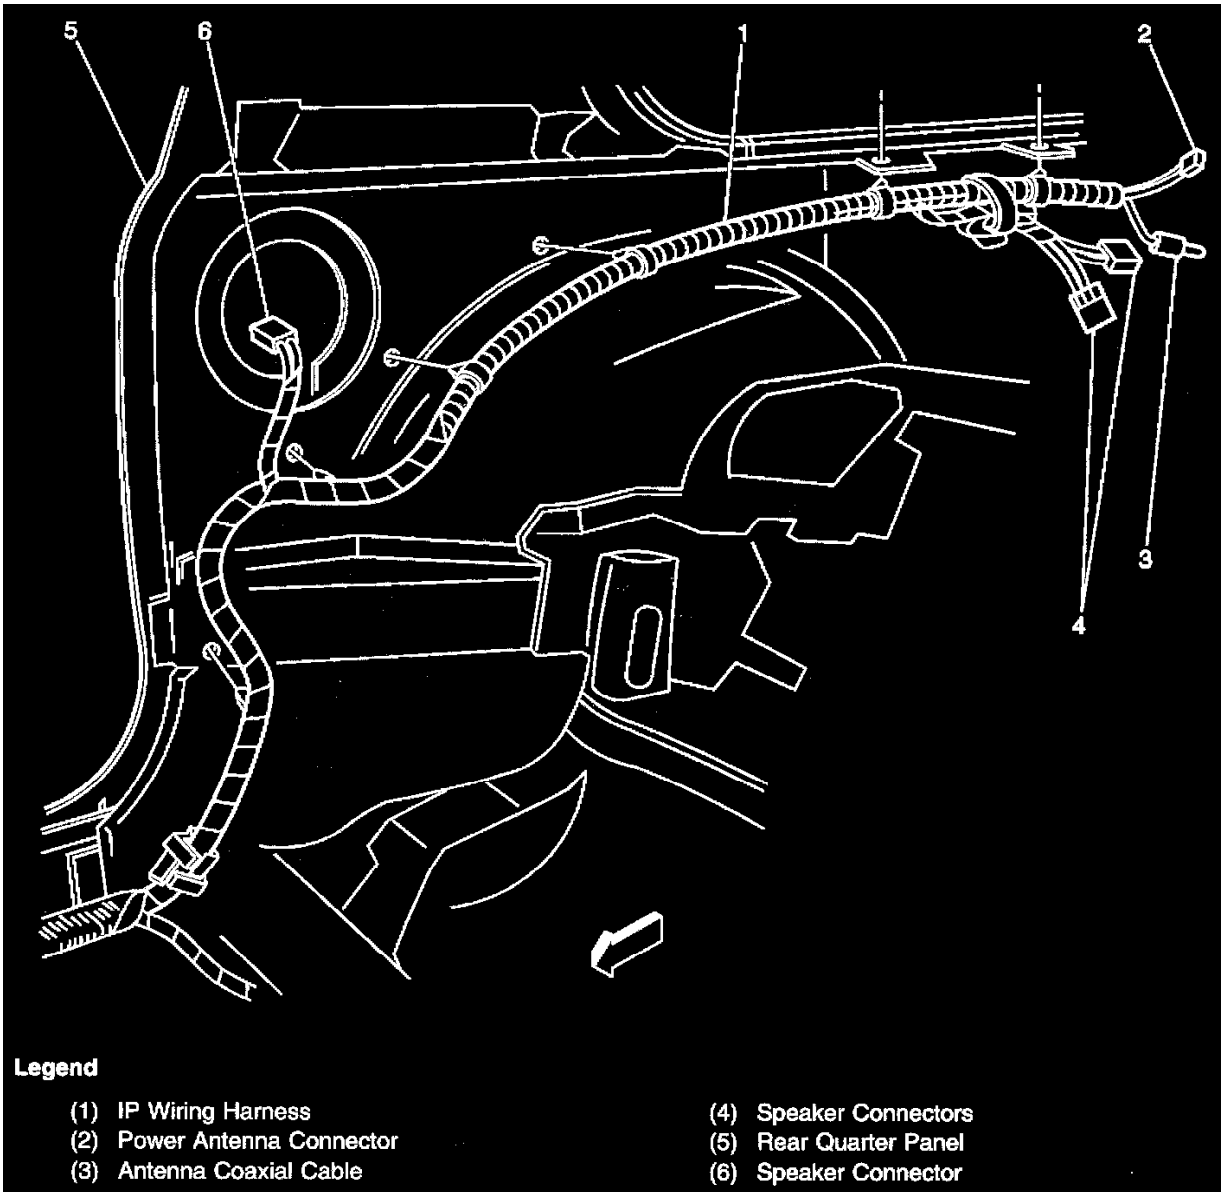 5
6
1
2
3
4
Legend
(1) IP Wiring Harness
(2) Power Antenna Connector
(3) Antenna Coaxial Cable
(4) Speaker Connectors
(5) Rear Quarter Panel
(6) Speaker Connector